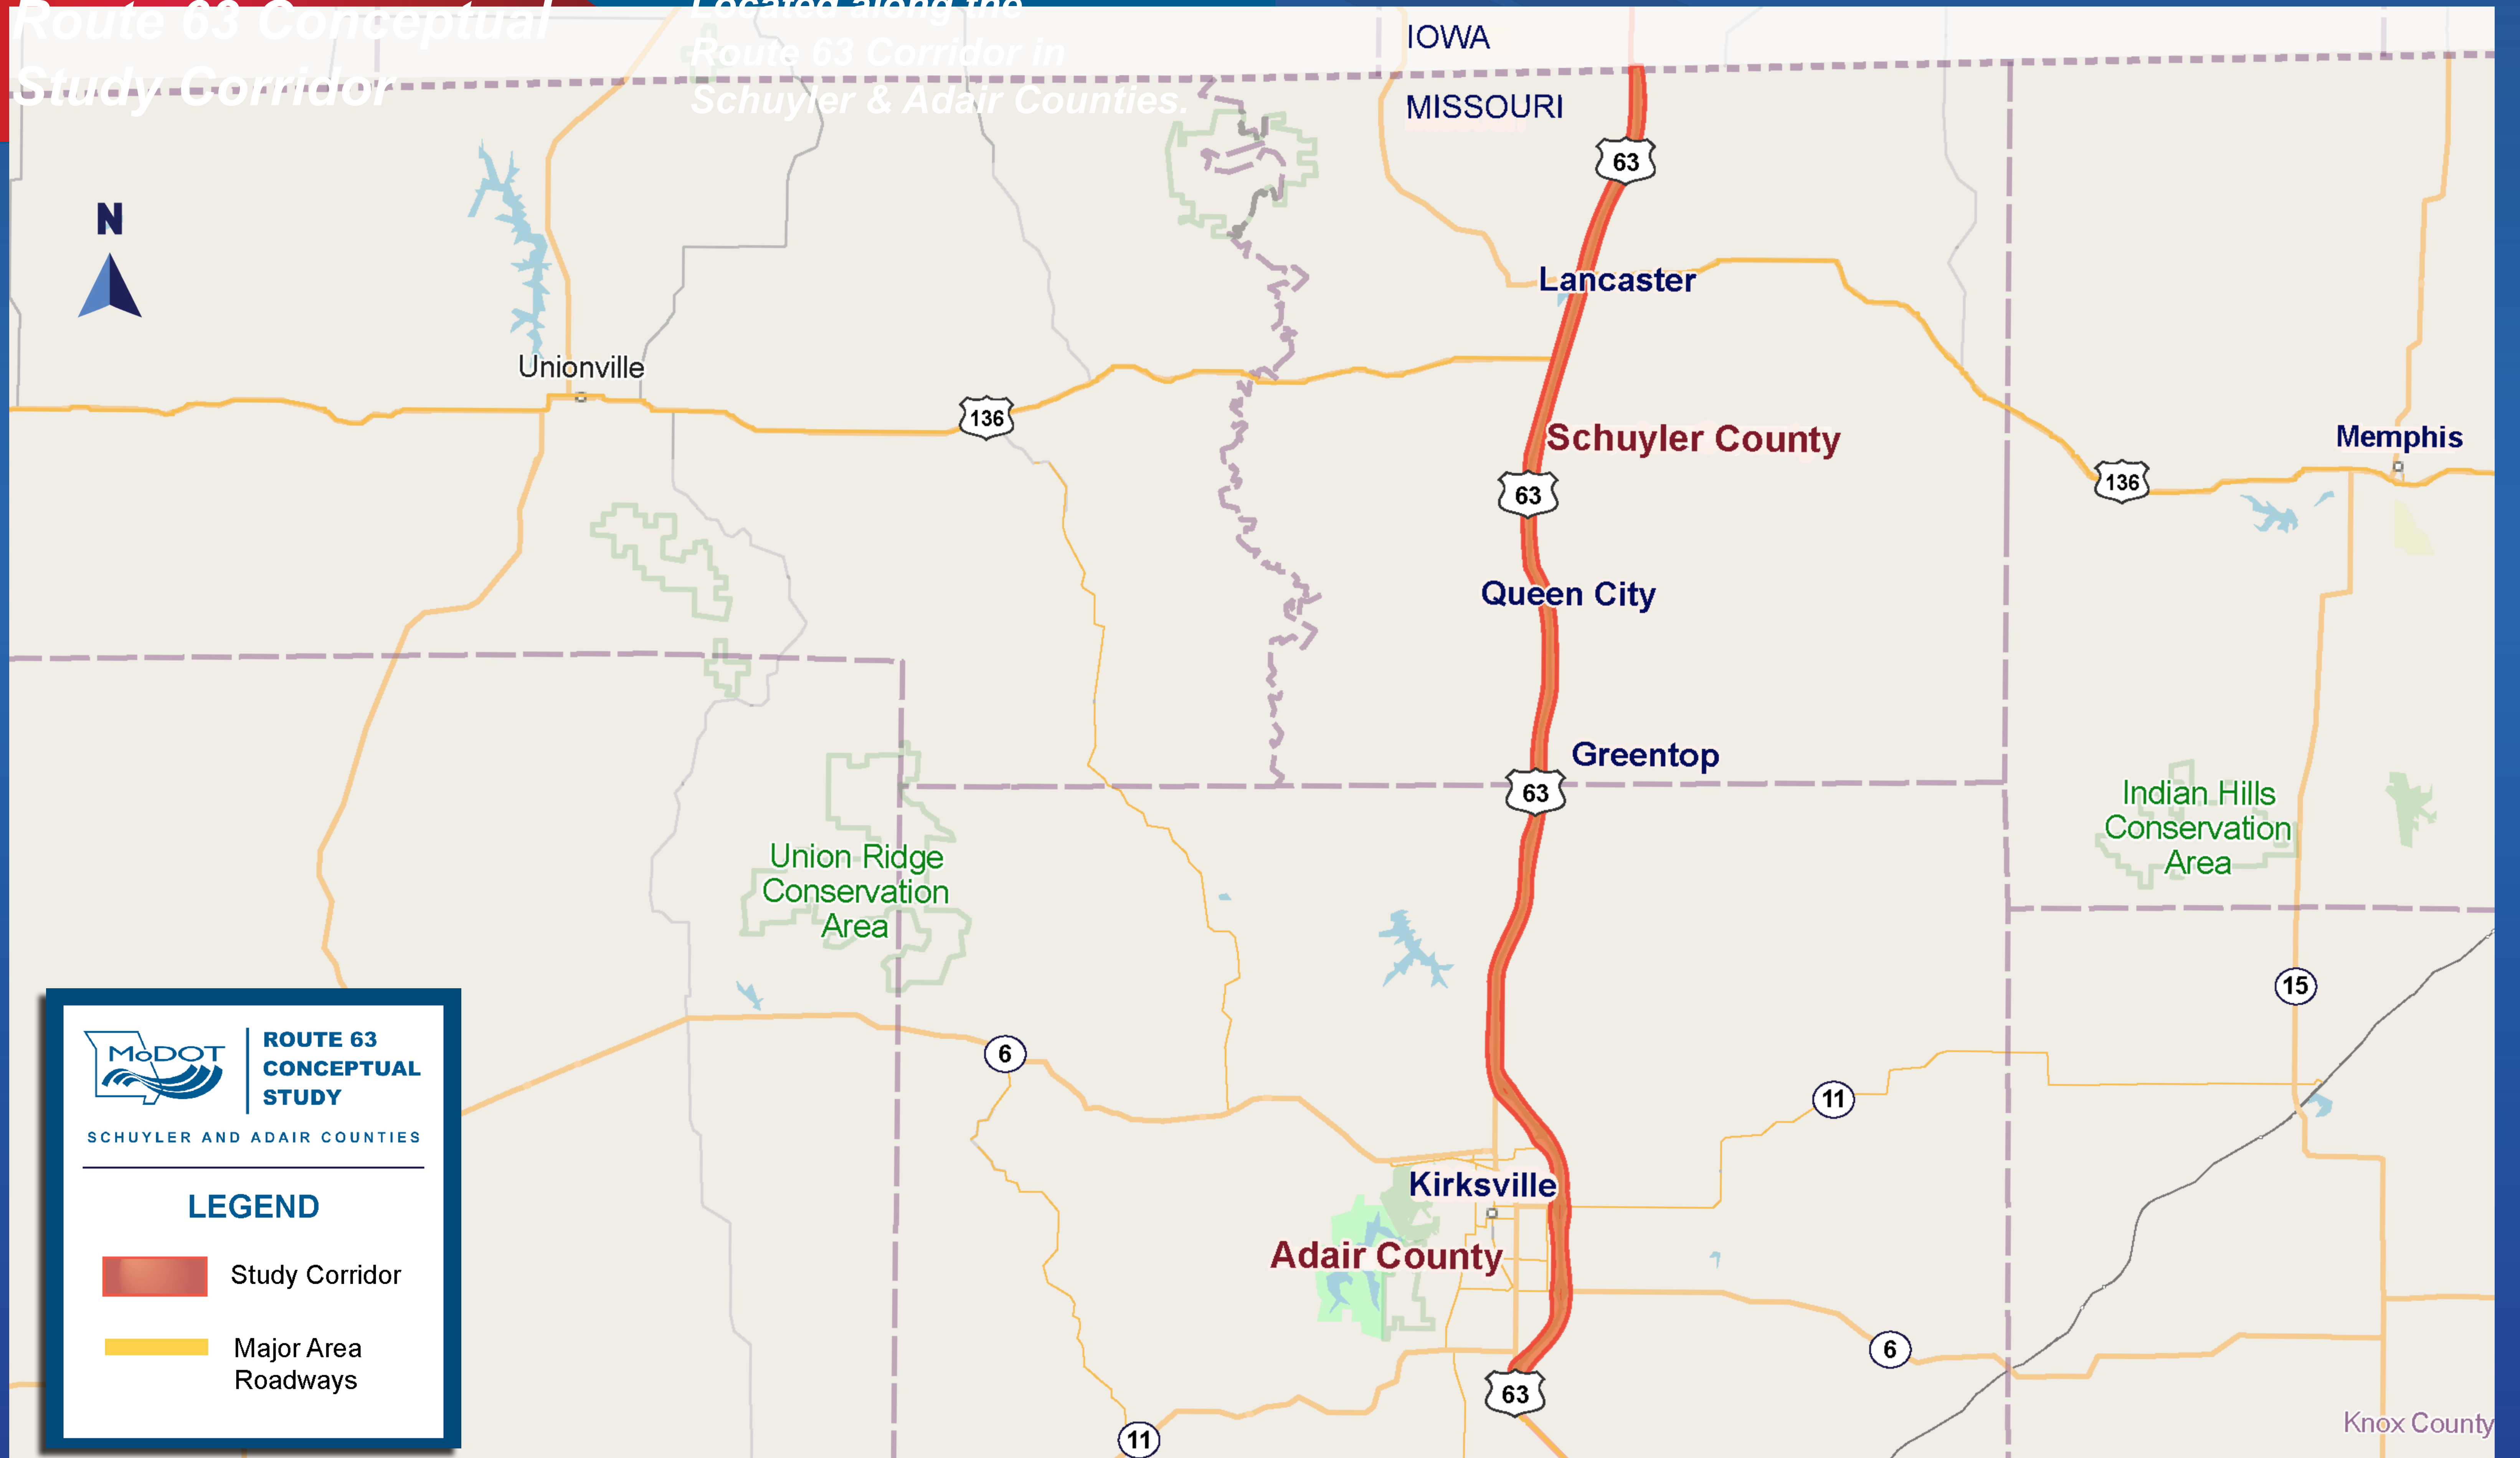 Route 63 Conceptual
Study Corridor
Located along the
Route 63 Corridor in
Schuyler & Adair Counties.
IOWA
MISSOURI
63
N
Lancaster
Unionville
136
Schuyler County
Memphis
136
63
Queen City
Greentop
63
Indian Hills
Conservation
Area
Union Ridge
Conservation
Area
15
6
11
Kirksville
Adair County
6
63
11
Knox County
MoDOT
ROUTE 63
CONCEPTUAL
STUDY
SCHUYLER AND ADAIR COUNTIES
LEGEND
Study Corridor
Major Area
Roadways